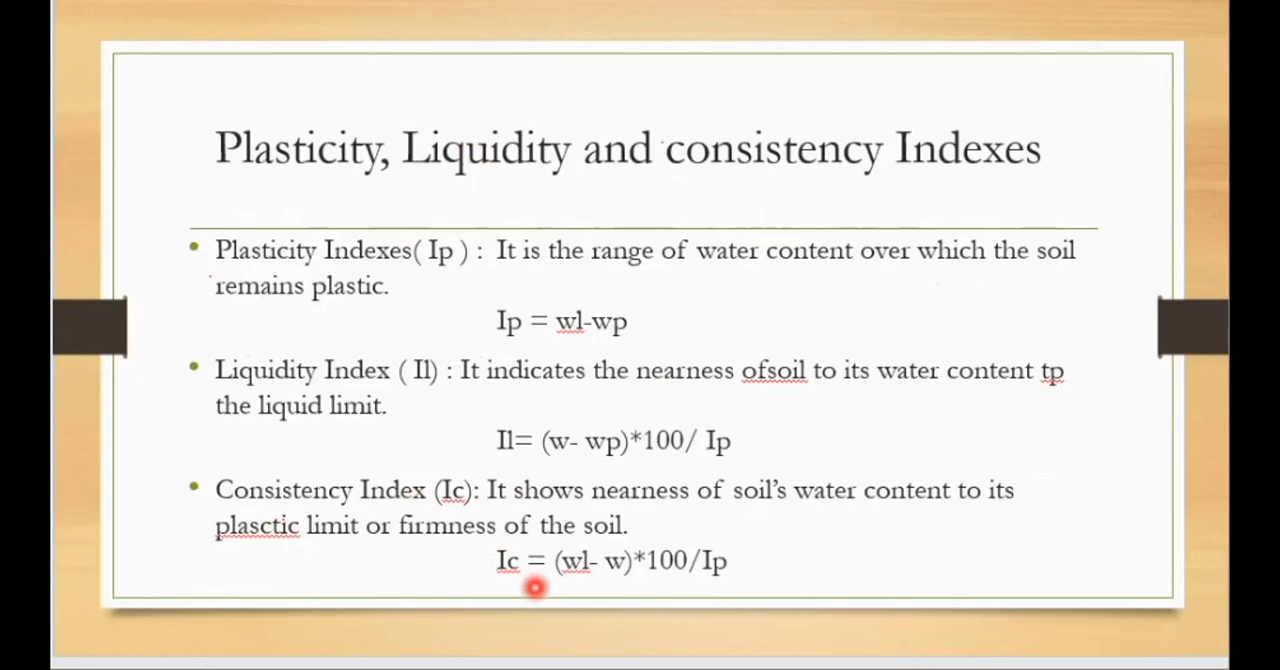 Plasticity, Liquidity and consistency Indexes
• Plasticity Indexes( Ip ) : It is the range of water content over which the soil
remains plastic.
Ip = wl-wp
• Liquidity Index ( Il) : It indicates the nearness ofsoil to its water content tp
the liquid limit.
Il= (w- wp)*100/ Ip
• Consistency Index (Ic): It shows nearness of soil's water content to its
plasctic limit or firmness of the soil.
Ic = (wl- w)*100/Ip